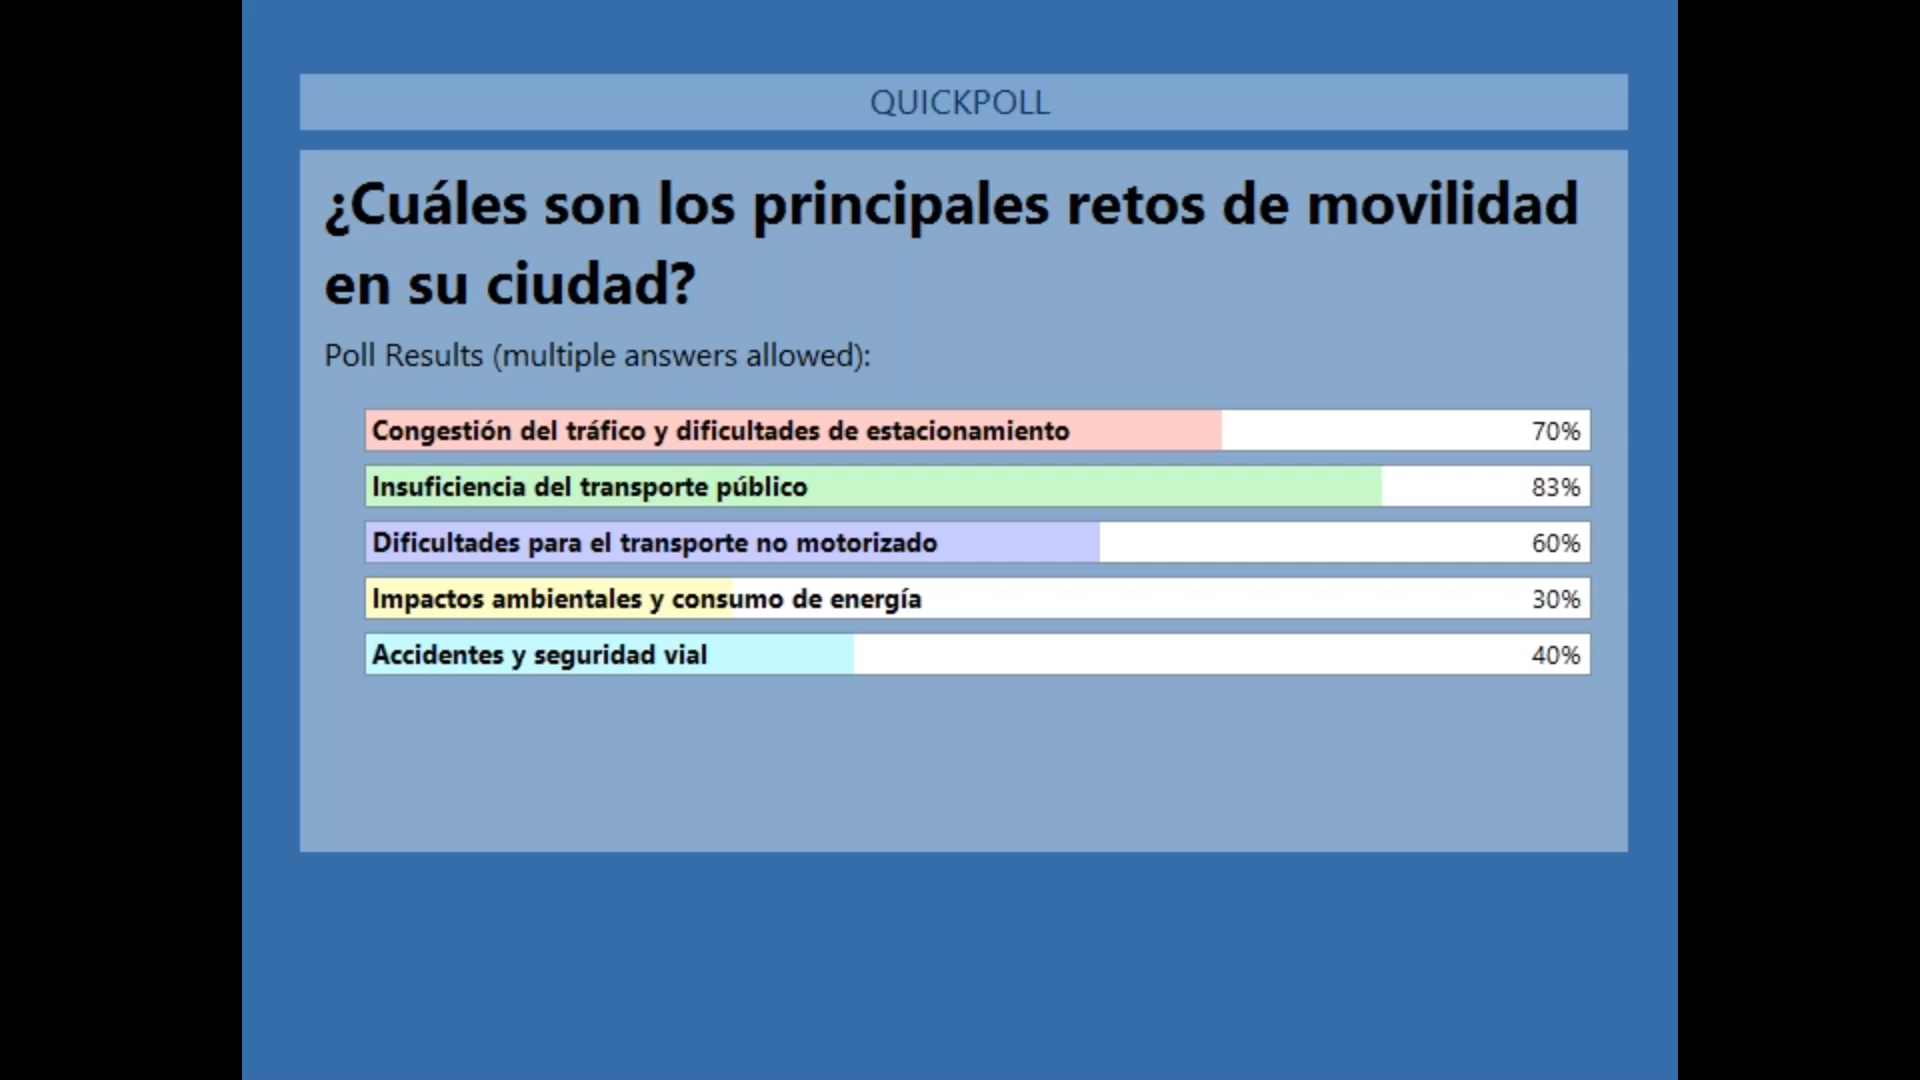 QUICKPOLL
¿Cuáles son los principales retos de movilidad
en su ciudad?
Poll Results (multiple answers allowed):
Congestión del tráfico y dificultades de estacionamiento 70%
Insuficiencia del transporte público 83%
Dificultades para el transporte no motorizado 60%
Impactos ambientales y consumo de energía 30%
Accidentes y seguridad vial 40%